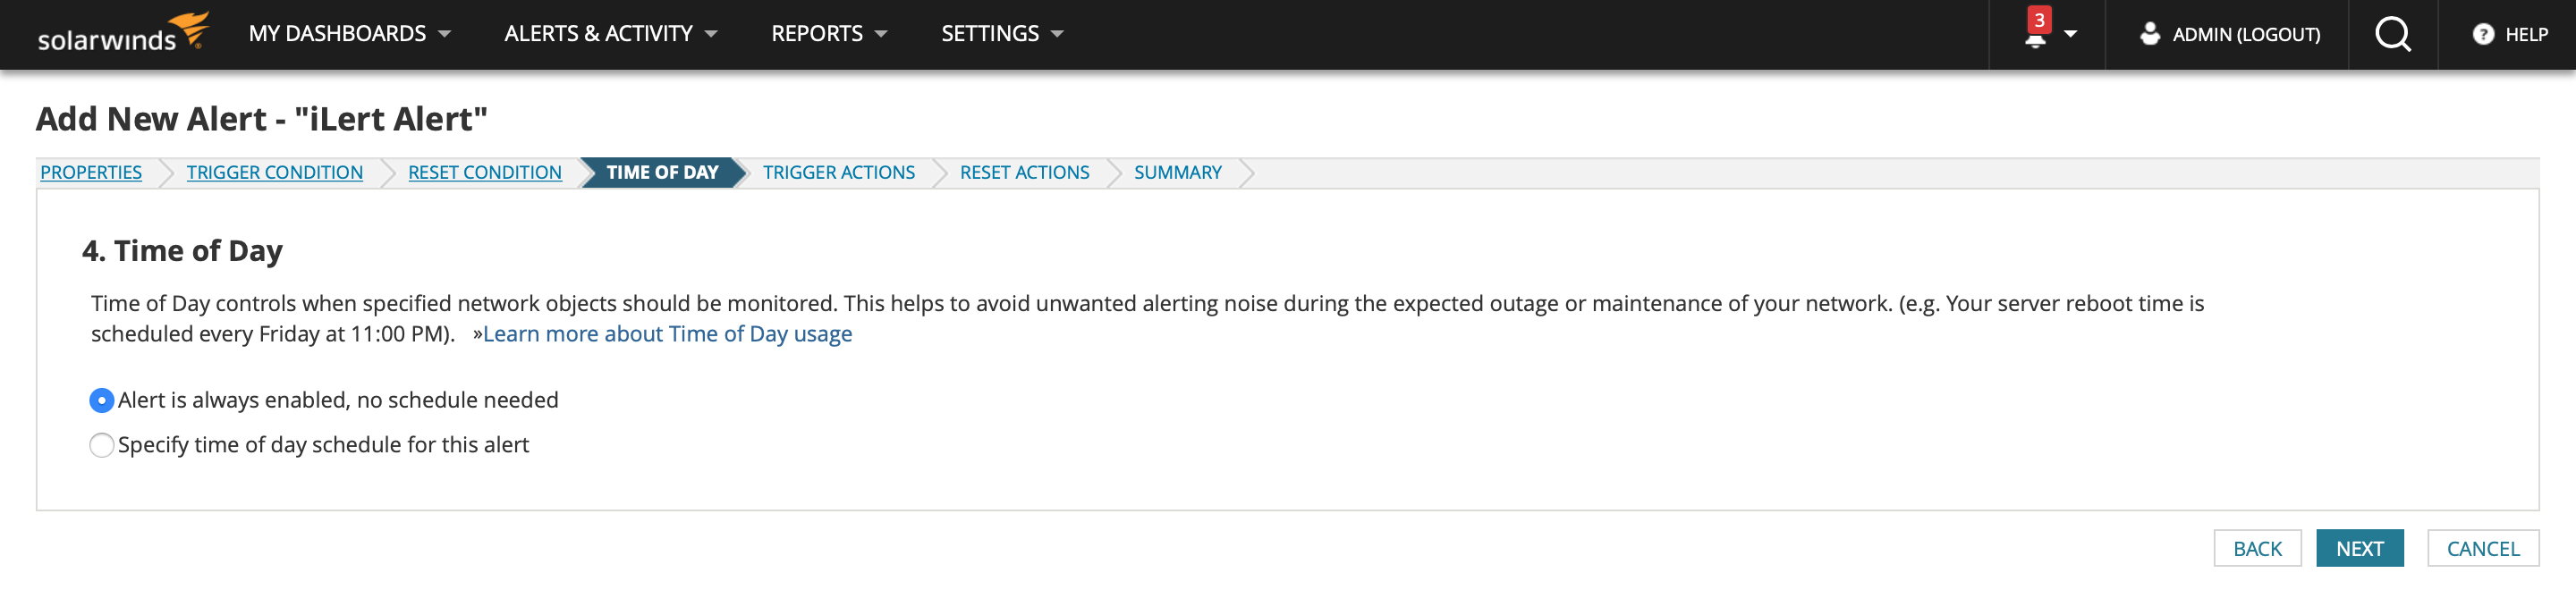 solarwinds MY DASHBOARDS ALERTS & ACTIVITY REPORTS SETTINGS 3 ADMIN (LOGOUT) ? HELP
Add New Alert - "iLert Alert"
PROPERTIES TRIGGER CONDITION RESET CONDITION TIME OF DAY TRIGGER ACTIONS RESET ACTIONS SUMMARY
4. Time of Day
Time of Day controls when specified network objects should be monitored. This helps to avoid unwanted alerting noise during the expected outage or maintenance of your network. (e.g. Your server reboot time is
scheduled every Friday at 11:00 PM). »Learn more about Time of Day usage
Alert is always enabled, no schedule needed
Specify time of day schedule for this alert
BACK NEXT CANCEL